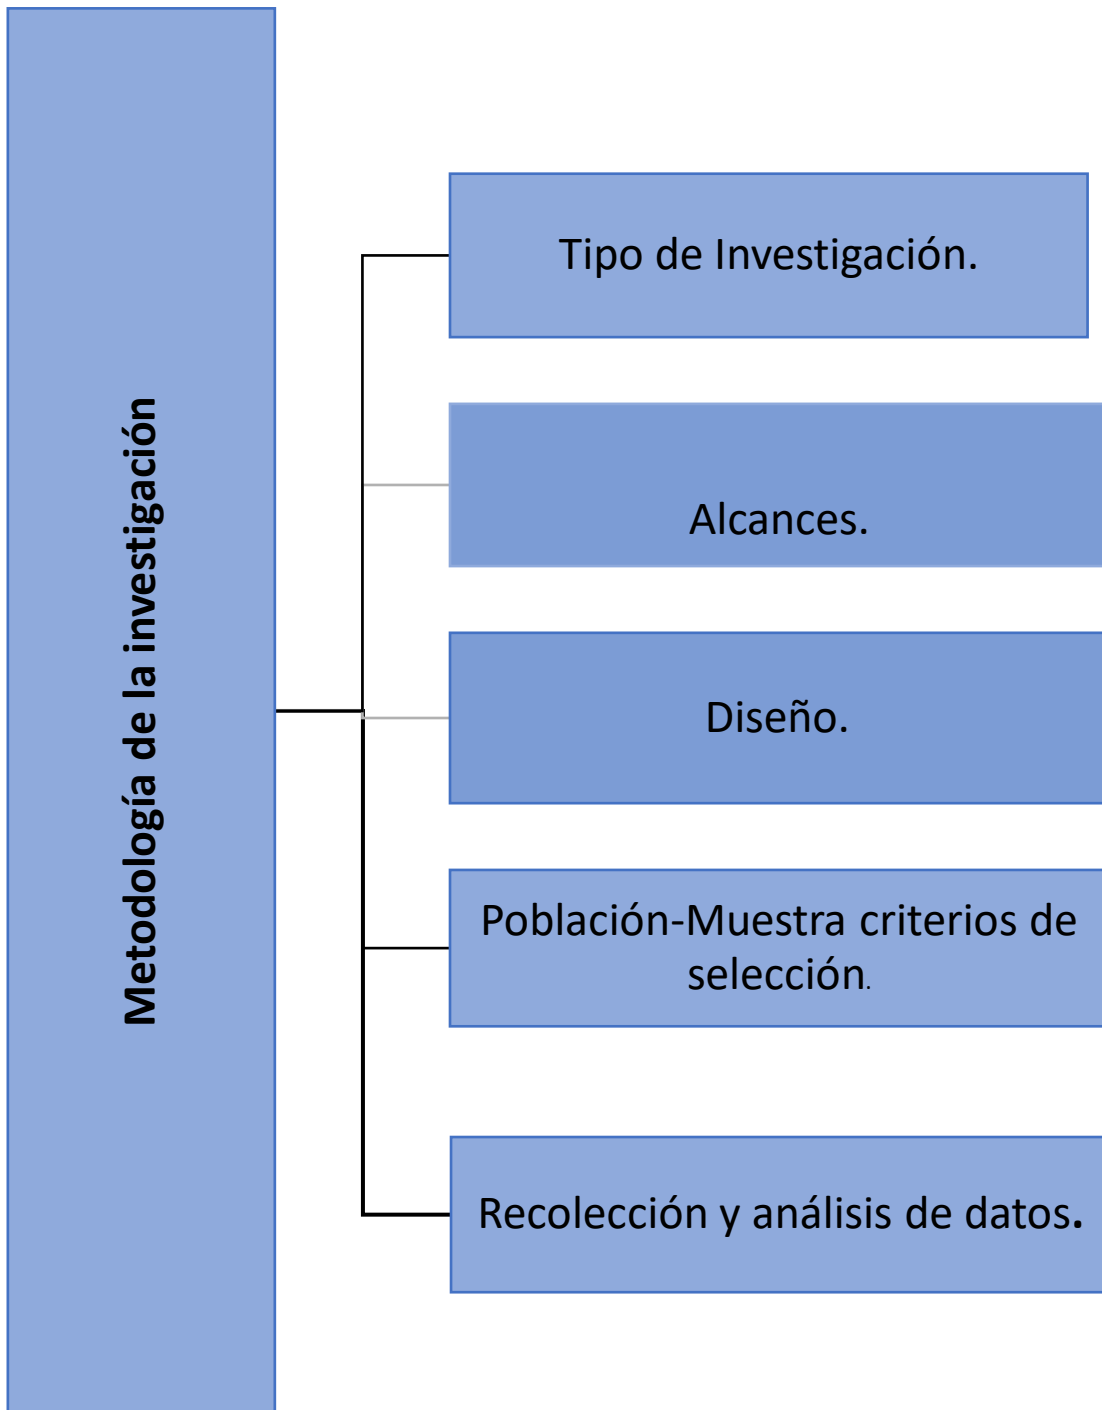 Metodología de la investigación
Tipo de Investigación.
Alcances.
Diseño.
Población-Muestra criterios de
selección.
Recolección y análisis de datos.